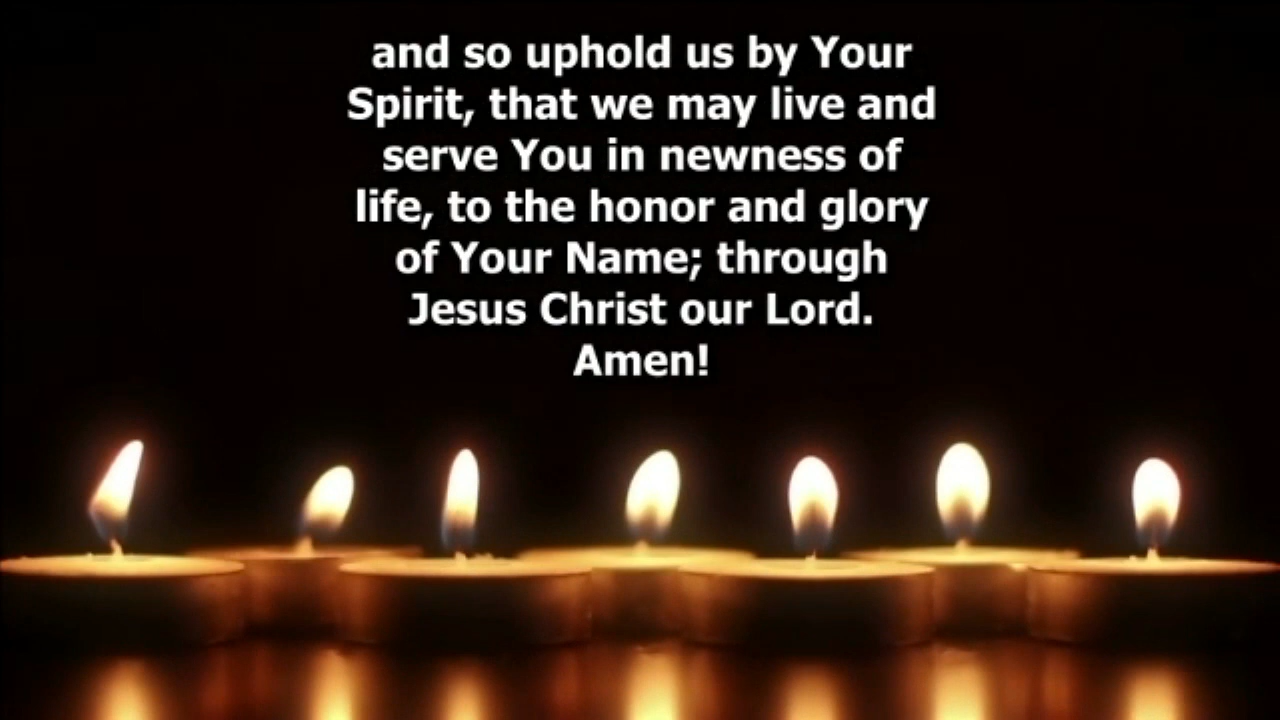 and so uphold us by Your
Spirit, that we may live and
serve You in newness of
life, to the honor and glory
of Your Name; through
Jesus Christ our Lord.
Amen!